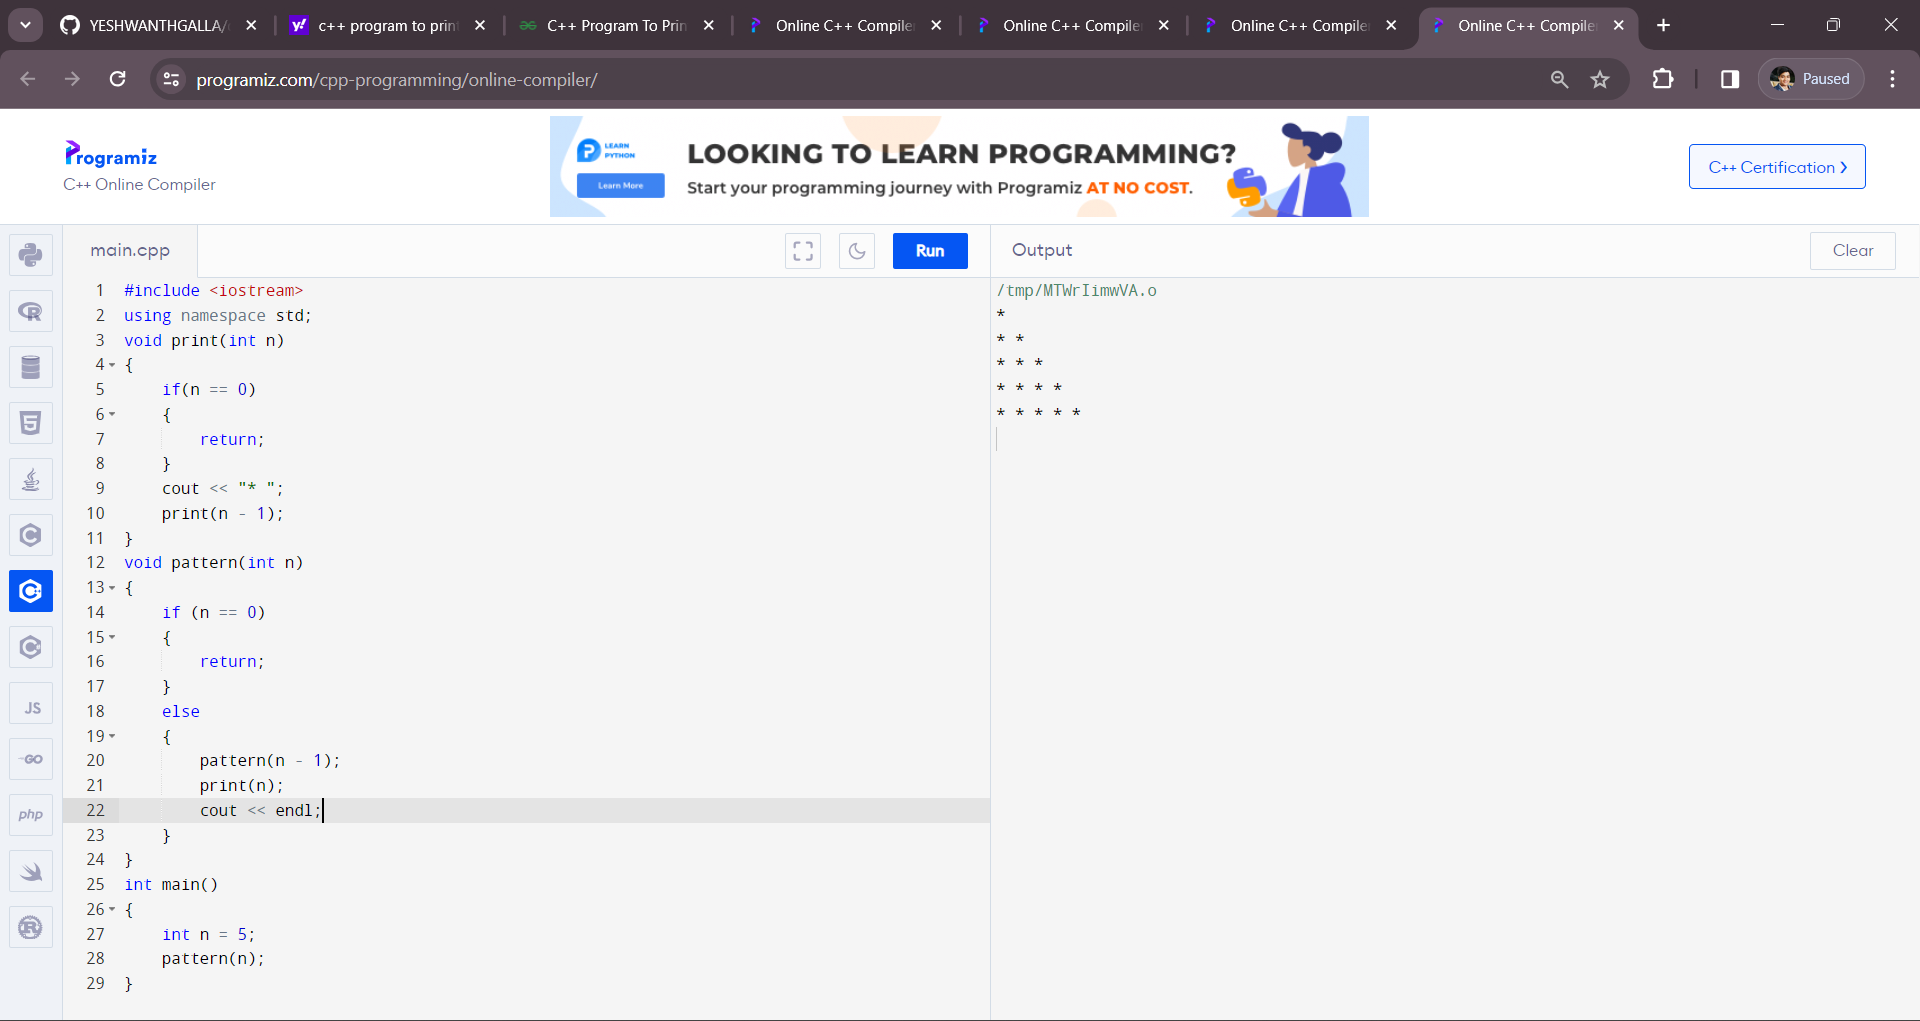 YESHWANTHGALLA/
c++ program to prin
C++ Program To Prin
Online C++ Compile
Online C++ Compile
Online C++ Compile
Online C++ Compile
programiz.com/cpp-programming/online-compiler/
Paused
Programiz
C++ Online Compiler
LEARN
PYTHON
Learn More
LOOKING TO LEARN PROGRAMMING?
Start your programming journey with Programiz AT NO COST.
C++ Certification >
main.cpp
Run
Output
Clear
JS
GO
php
1 #include <iostream>
2 using namespace std;
3 void print(int n)
4 {
5     if(n == 0)
6     {
7         return;
8     }
9     cout << "* ";
10     print(n - 1);
11 }
12 void pattern(int n)
13 {
14     if (n == 0)
15     {
16         return;
17     }
18     else
19     {
20         pattern(n - 1);
21         print(n);
22         cout << endl;
23     }
24 }
25 int main()
26 {
27     int n = 5;
28     pattern(n);
29 }
/tmp/MTWrIimwVA.o
*
* *
* * *
* * * *
* * * * *